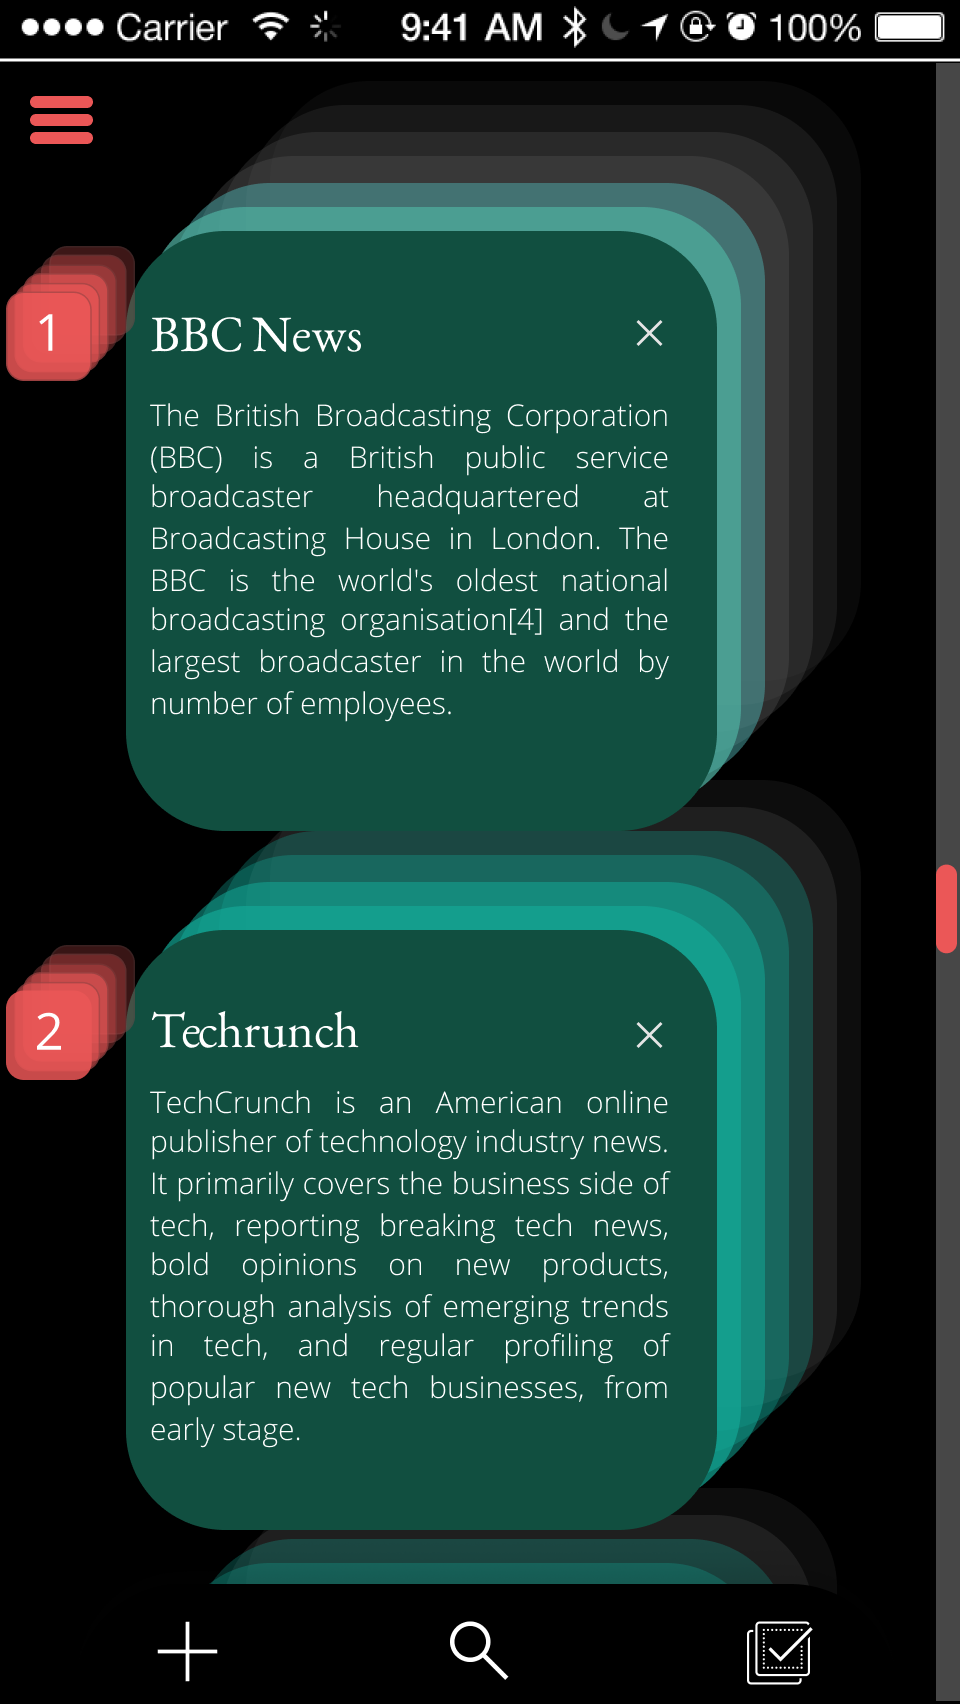 Carrier 9:41 AM 100%
1
BBC News
The British Broadcasting Corporation
(BBC) is a British public service
broadcaster headquartered at
Broadcasting House in London. The
BBC is the world's oldest national
broadcasting organisation[4] and the
largest broadcaster in the world by
number of employees.
2
Techrunch
TechCrunch is an American online
publisher of technology industry news.
It primarily covers the business side of
tech, reporting breaking tech news,
bold opinions on new products,
thorough analysis of emerging trends
in tech, and regular profiling of
popular new tech businesses, from
early stage.